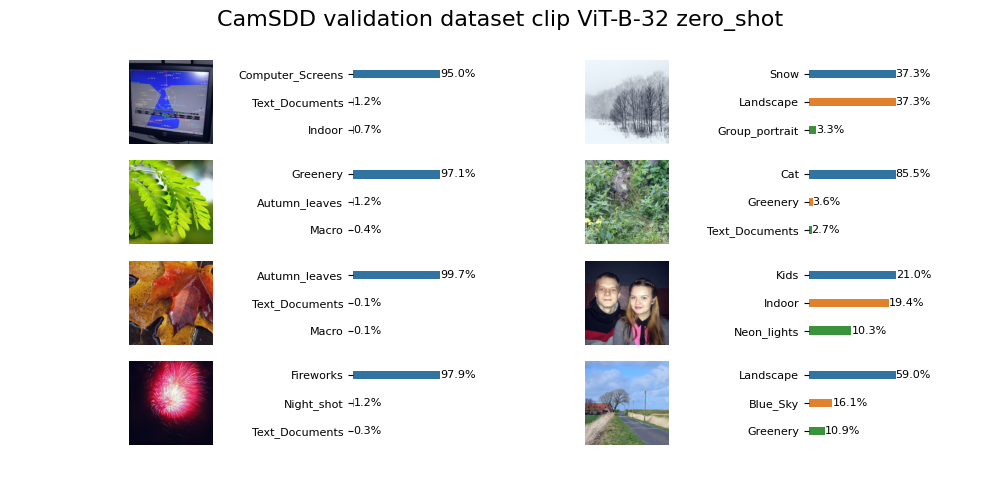 CamSDD validation dataset clip ViT-B-32 zero_shot
Computer_Screens 95.0%
Text_Documents 1.2%
Indoor 0.7%
Snow 37.3%
Landscape 37.3%
Group_portrait 3.3%
Greenery 97.1%
Autumn_leaves 1.2%
Macro 0.4%
Cat 85.5%
Greenery 3.6%
Text_Documents 2.7%
Autumn_leaves 99.7%
Text_Documents 0.1%
Macro 0.1%
Kids 21.0%
Indoor 19.4%
Neon_lights 10.3%
Fireworks 97.9%
Night_shot 1.2%
Text_Documents 0.3%
Landscape 59.0%
Blue_Sky 16.1%
Greenery 10.9%